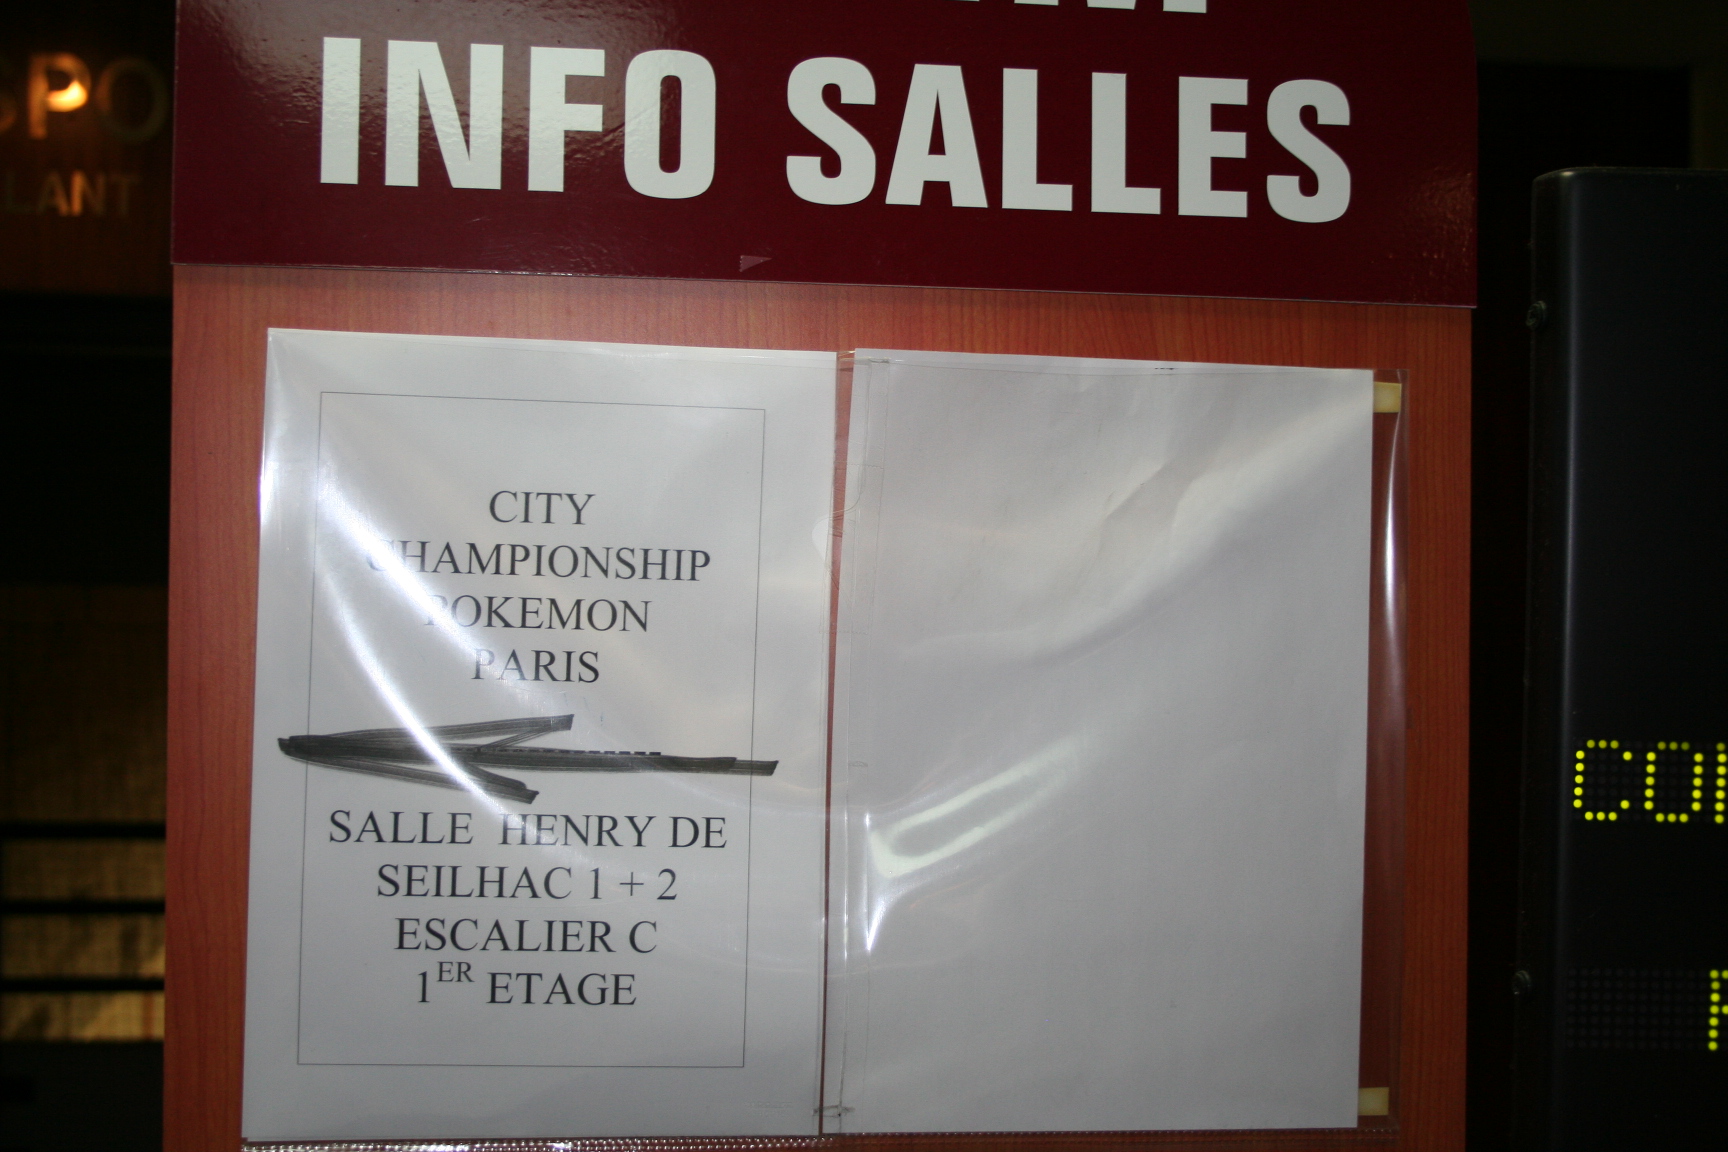 INFO SALLES
CITY
CHAMPIONSHIP
POKEMON
PARIS
SALLE HENRY DE
SEILHAC 1 + 2
ESCALIER C
1ER ETAGE